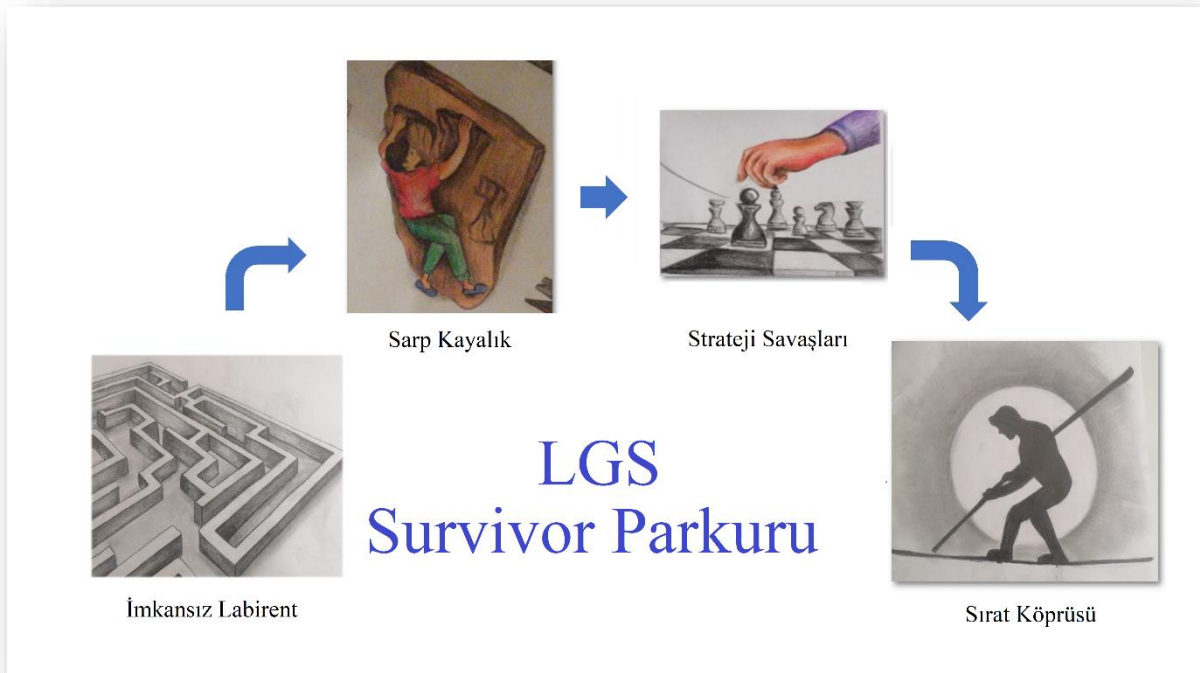 Sarp Kayalık
Strateji Savaşları
LGS
Survivor Parkuru
İmkansız Labirent
Sırat Köprüsü